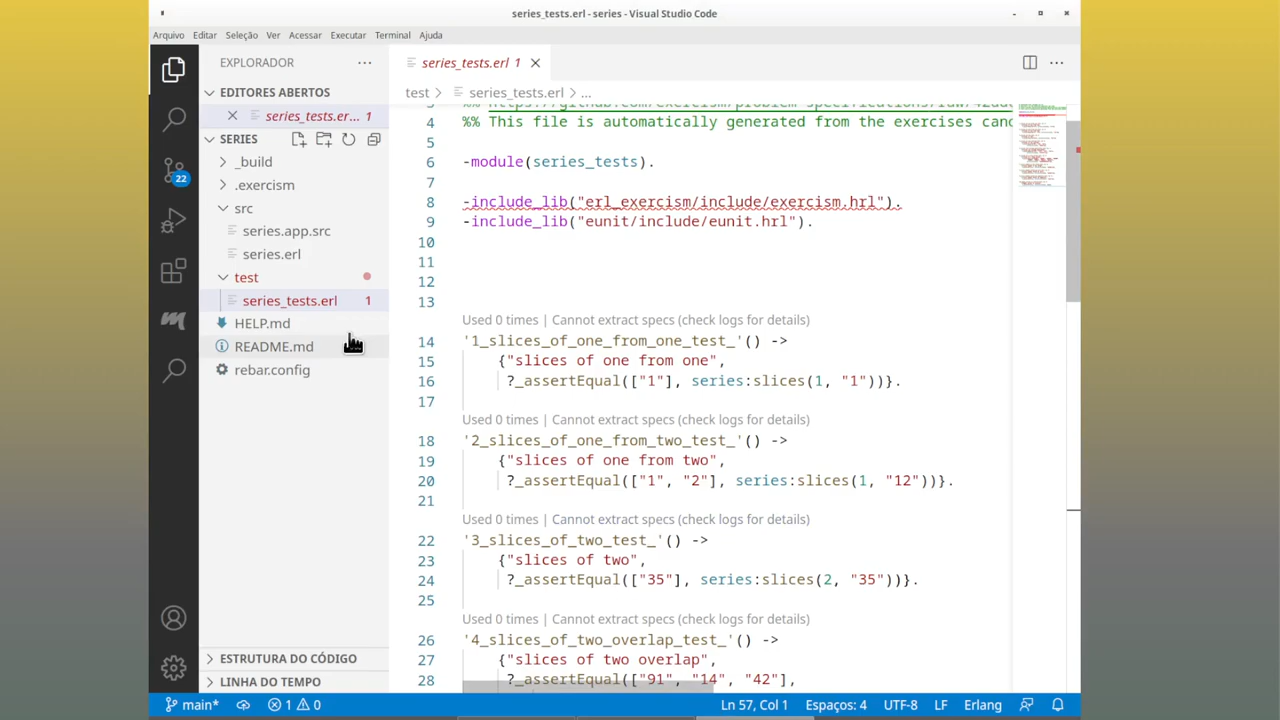 series_tests.erl - series - Visual Studio Code
Arquivo Editar Seleção Ver Acessar Executar Terminal Ajuda
EXPLORADOR
EDITORES ABERTOS
series_tests.er...
SERIES
_build
.exercism
src
series.app.src
series.erl
test
series_tests.erl 1
HELP.md
README.md
rebar.config
ESTRUTURA DO CÓDIGO
LINHA DO TEMPO
22
series_tests.erl 1
test > series_tests.erl > ...
4 %% This file is automatically generated from the exercises canc
5
6 -module(series_tests).
7
8 -include_lib("erl_exercism/include/exercism.hrl").
9 -include_lib("eunit/include/eunit.hrl").
10
11
12
13
Used 0 times | Cannot extract specs (check logs for details)
14 '1_slices_of_one_from_one_test_'() ->
15 {"slices of one from one",
16 ?_assertEqual(["1"], series:slices(1, "1"))}.
17
Used 0 times | Cannot extract specs (check logs for details)
18 '2_slices_of_one_from_two_test_'() ->
19 {"slices of one from two",
20 ?_assertEqual(["1", "2"], series:slices(1, "12"))}.
21
Used 0 times | Cannot extract specs (check logs for details)
22 '3_slices_of_two_test_'() ->
23 {"slices of two",
24 ?_assertEqual(["35"], series:slices(2, "35"))}.
25
Used 0 times | Cannot extract specs (check logs for details)
26 '4_slices_of_two_overlap_test_'() ->
27 {"slices of two overlap",
28 ?_assertEqual(["91", "14", "42"],
main* 1 0 Ln 57, Col 1 Espaços: 4 UTF-8 LF Erlang